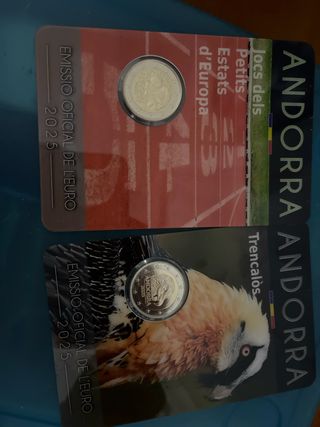 ANDORRA
Jocs dels
Petits
Estats
d'Europa
EMISSIÓ OFICIAL DE L'EURO
2025
ANDORRA
Trencalòs
EMISSIÓ OFICIAL DE L'EURO
2025